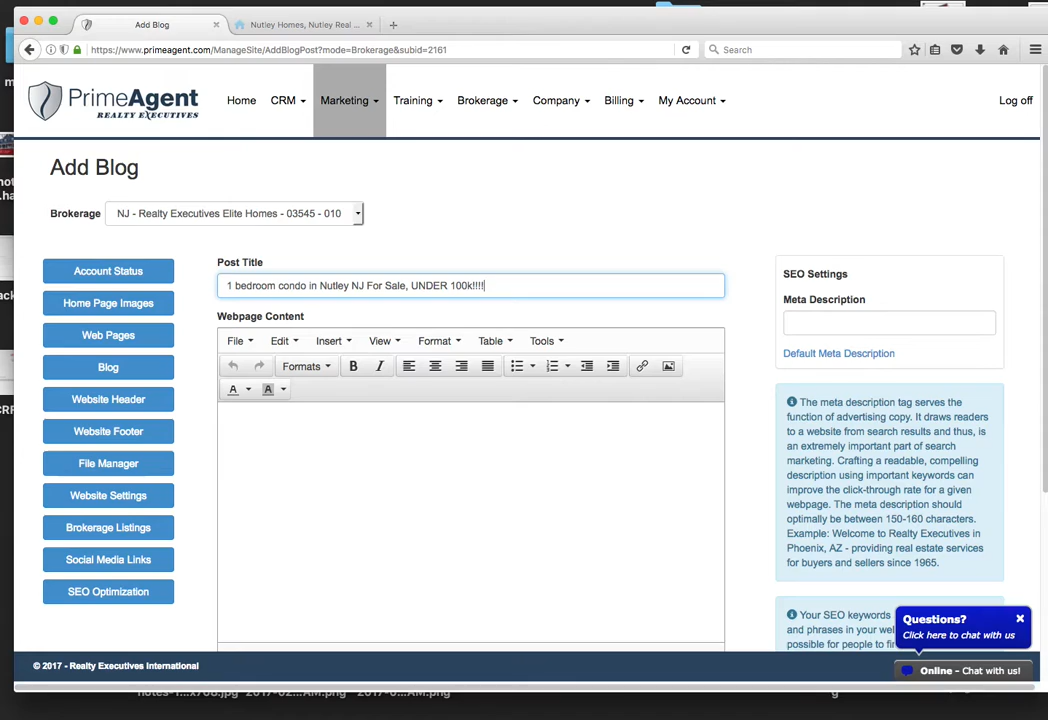 Add Blog
Nutley Homes, Nutley Real ...
https://www.primeagent.com/ManageSite/AddBlogPost?mode=Brokerage&subid=2161
Search
PrimeAgent
REALTY EXECUTIVES
Home
CRM
Marketing
Training
Brokerage
Company
Billing
My Account
Log off
Add Blog
Brokerage
NJ - Realty Executives Elite Homes - 03545 - 010
Account Status
Home Page Images
Web Pages
Blog
Website Header
Website Footer
File Manager
Website Settings
Brokerage Listings
Social Media Links
SEO Optimization
Post Title
1 bedroom condo in Nutley NJ For Sale, UNDER 100k!!!!
Webpage Content
File
Edit
Insert
View
Format
Table
Tools
Formats
B
I
A
A
SEO Settings
Meta Description
Default Meta Description
The meta description tag serves the
function of advertising copy. It draws readers
to a website from search results and thus, is
an extremely important part of search
marketing. Crafting a readable, compelling
description using important keywords can
improve the click-through rate for a given
webpage. The meta description should
optimally be between 150-160 characters.
Example: Welcome to Realty Executives in
Phoenix, AZ - providing real estate services
for buyers and sellers since 1965.
Your SEO keywords
and phrases in your
possible for people to
Questions?
Click here to chat with us
Online - Chat with us!
© 2017 - Realty Executives International